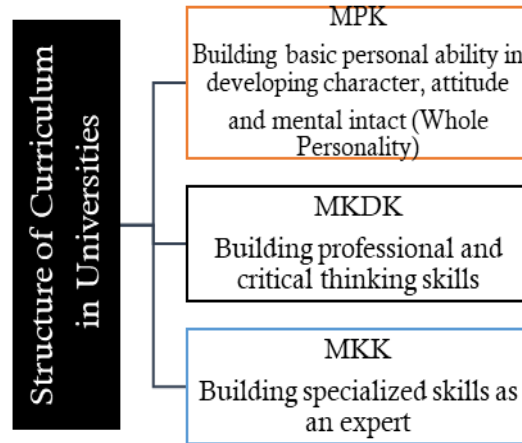 Structure of Curriculum
in Universities
MPK
Building basic personal ability in
developing character, attitude
and mental intact (Whole
Personality)
MKDK
Building professional and
critical thinking skills
MKK
Building specialized skills as
an expert